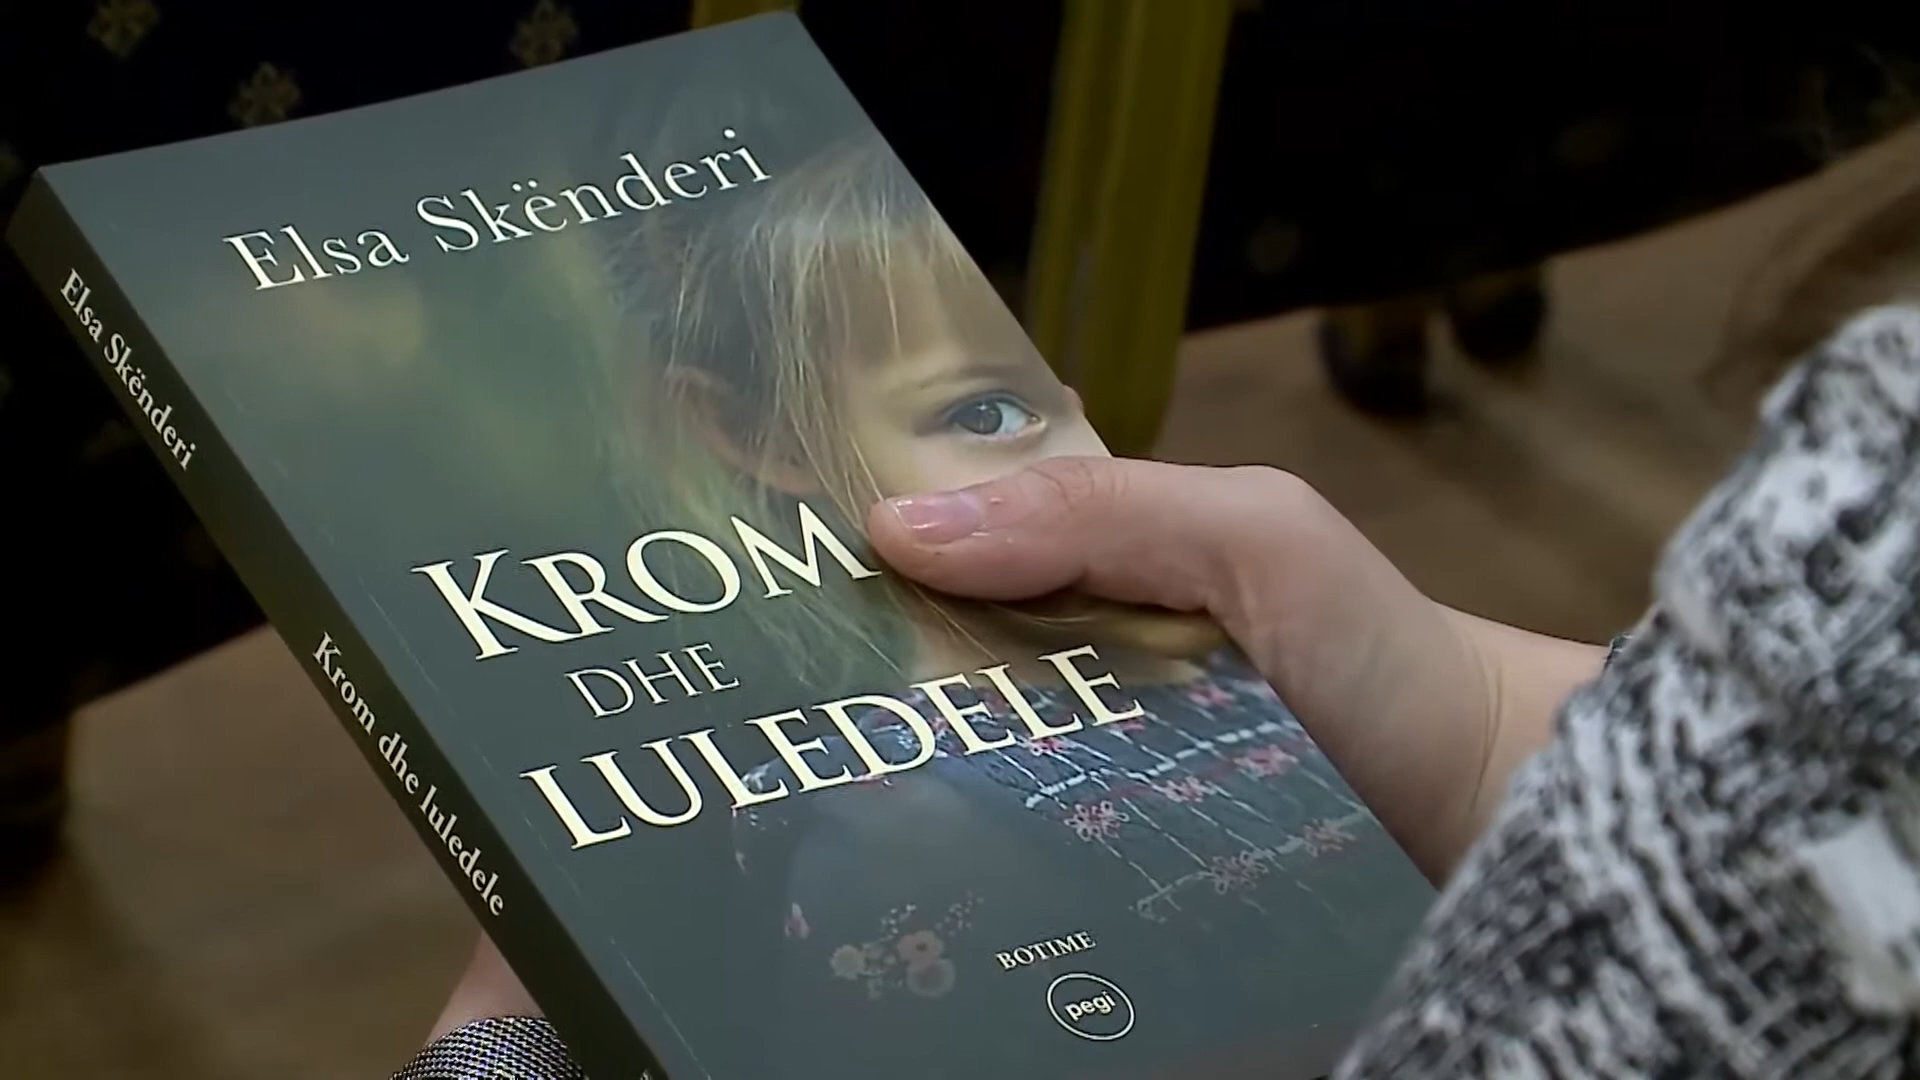 Elsa Skënderi
KROM
DHE
LULEDELE
BOTIME
pegi
Elsa Skënderi
Krom dhe luledele